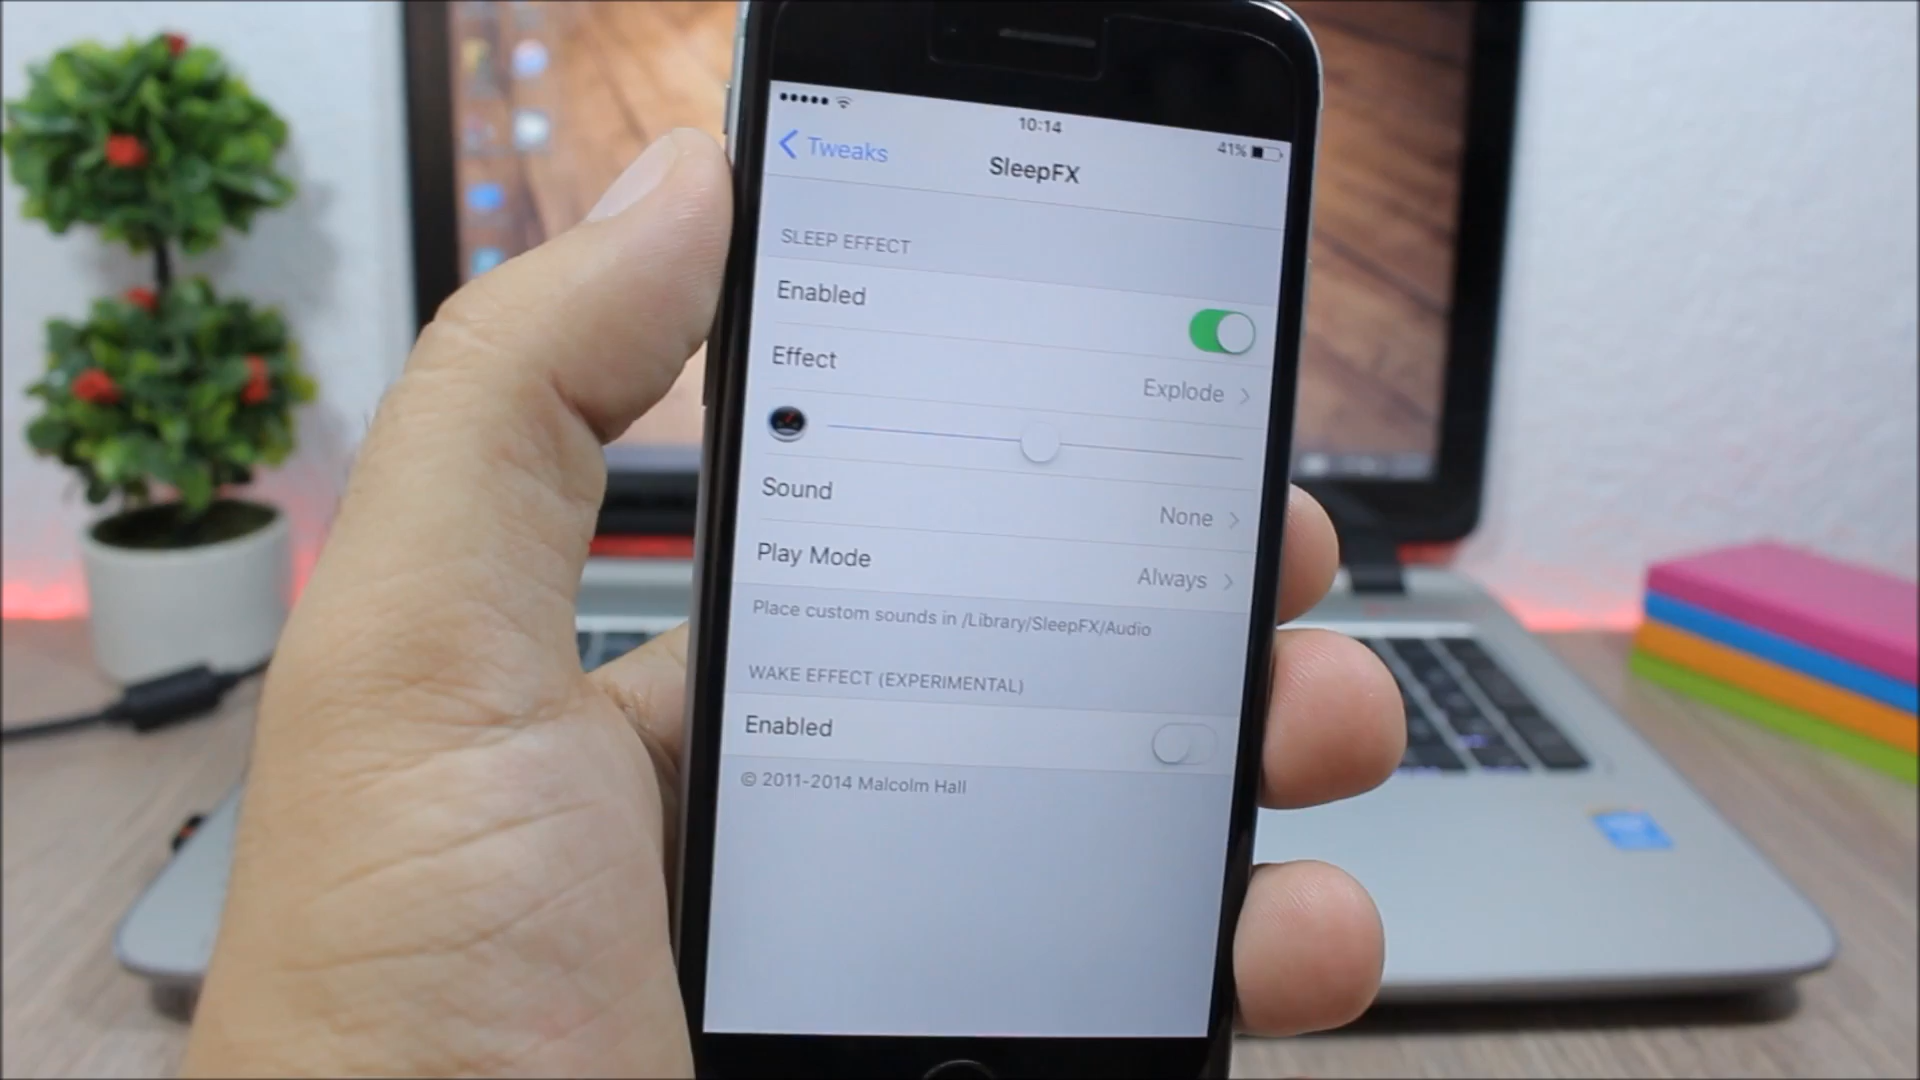 10:14
41%
Tweaks
SleepFX
SLEEP EFFECT
Enabled
Effect
Explode
Sound
None
Play Mode
Always
Place custom sounds in /Library/SleepFX/Audio
WAKE EFFECT (EXPERIMENTAL)
Enabled
© 2011-2014 Malcolm Hall